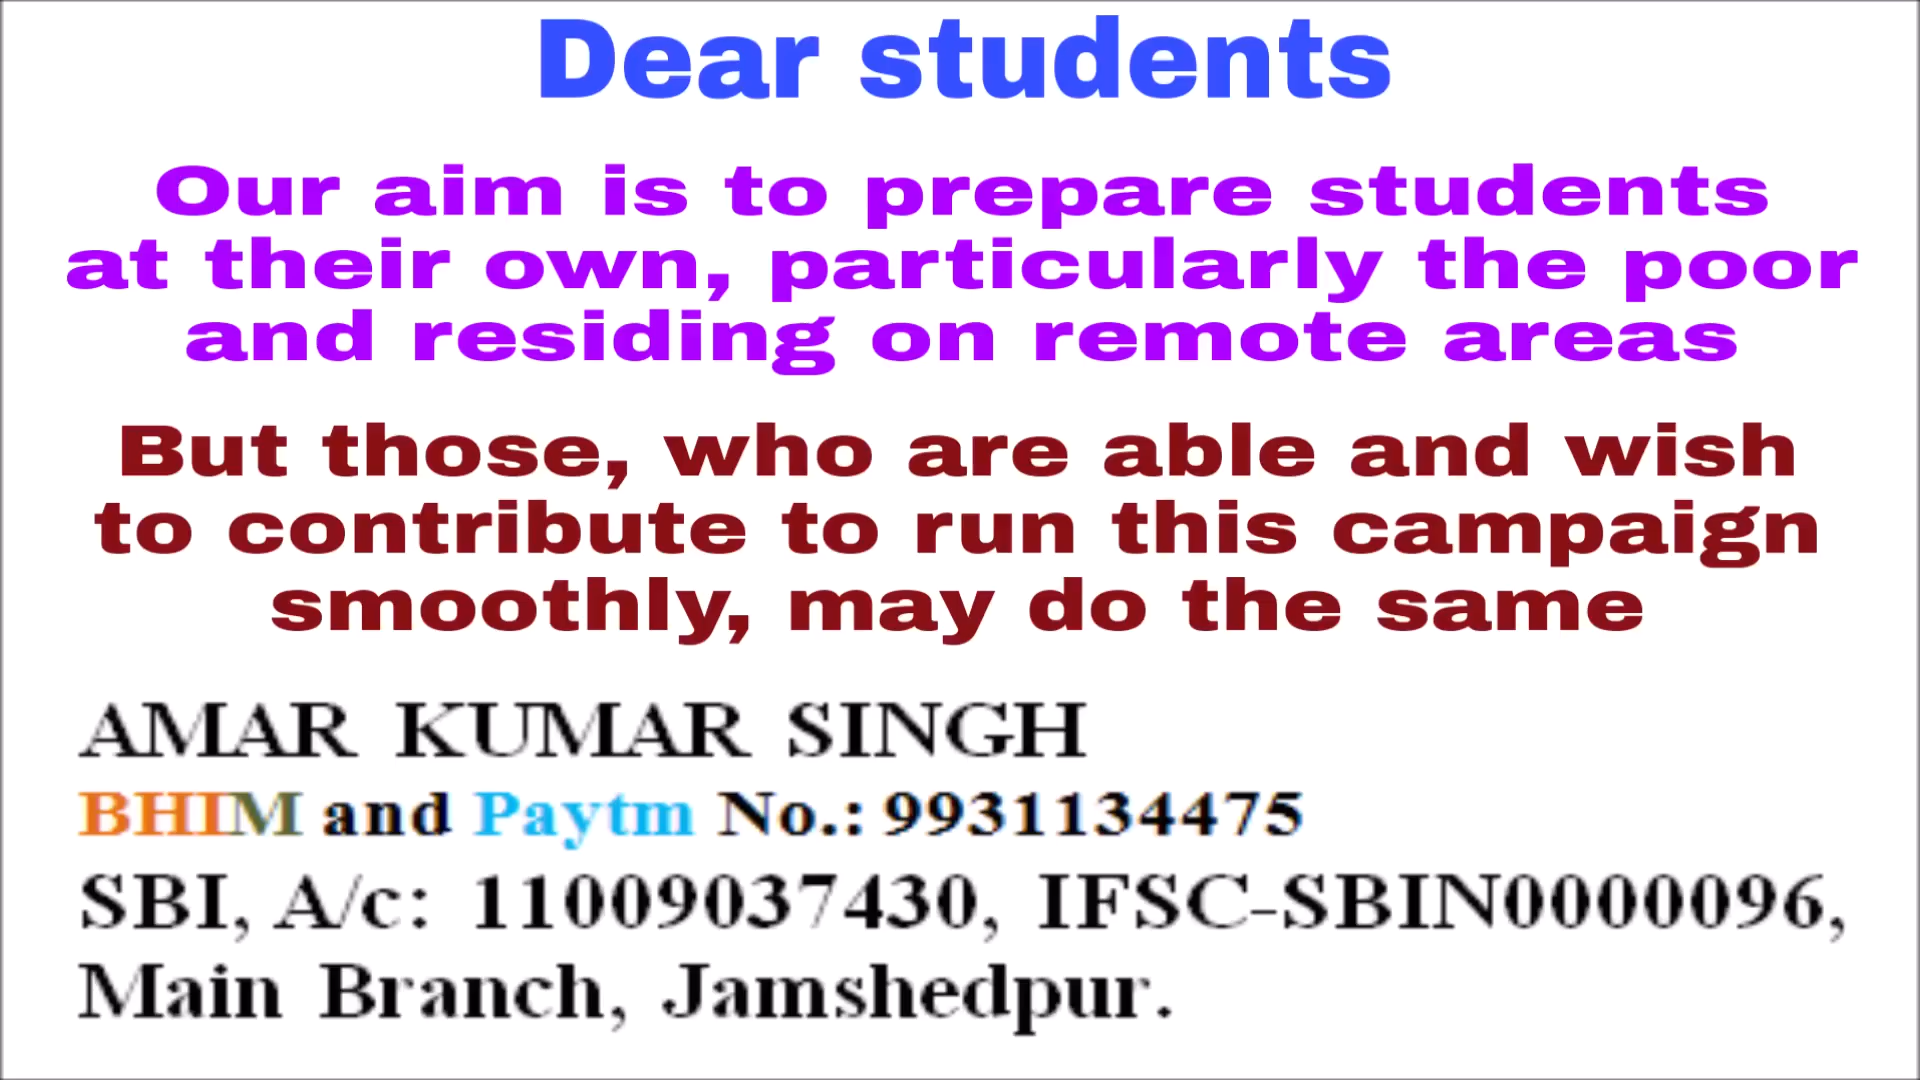 Dear students
Our aim is to prepare students
at their own, particularly the poor
and residing on remote areas
But those, who are able and wish
to contribute to run this campaign
smoothly, may do the same
AMAR KUMAR SINGH
BHIM and Paytm No.: 9931134475
SBI, A/c: 11009037430, IFSC-SBIN0000096,
Main Branch, Jamshedpur.